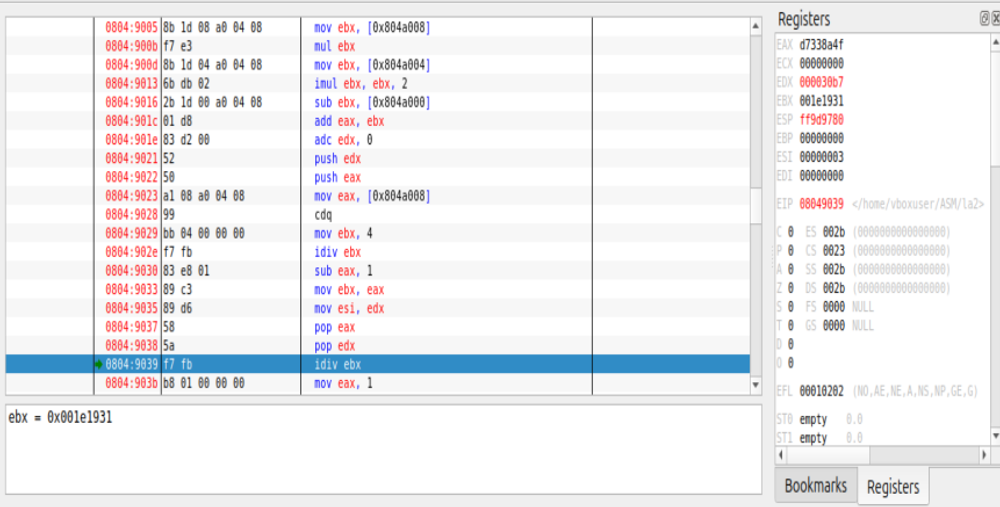 0804:9005 8b 1d 08 a0 04 08 mov ebx, [0x804a008]
0804:900b f7 e3 mul ebx
0804:900d 8b 1d 04 a0 04 08 mov ebx, [0x804a004]
0804:9013 6b db 02 imul ebx, ebx, 2
0804:9016 2b 1d 00 a0 04 08 sub ebx, [0x804a000]
0804:901c 01 d8 add eax, ebx
0804:901e 83 d2 00 adc edx, 0
0804:9021 52 push edx
0804:9022 50 push eax
0804:9023 a1 08 a0 04 08 mov eax, [0x804a008]
0804:9028 99 cdq
0804:9029 bb 04 00 00 00 mov ebx, 4
0804:902e f7 fb idiv ebx
0804:9030 83 e8 01 sub eax, 1
0804:9033 89 c3 mov ebx, eax
0804:9035 89 d6 mov esi, edx
0804:9037 58 pop eax
0804:9038 5a pop edx
0804:9039 f7 fb idiv ebx
0804:903b b8 01 00 00 00 mov eax, 1
ebx = 0x001e1931
Registers
EAX d7338a4f
ECX 00000000
EDX 000030b7
EBX 001e1931
ESP ff9d9780
EBP 00000000
ESI 00000003
EDI 00000000
EIP 08049039 </home/vboxuser/ASM/la2>
C 0 ES 002b (0000000000000000)
P 0 CS 0023 (0000000000000000)
A 0 SS 002b (0000000000000000)
Z 0 DS 002b (0000000000000000)
S 0 FS 0000 NULL
T 0 GS 0000 NULL
D 0
O 0
EFL 00010202 (NO,AE,NE,A,NS,NP,GE,G)
ST0 empty 0.0
ST1 empty 0.0
Bookmarks
Registers